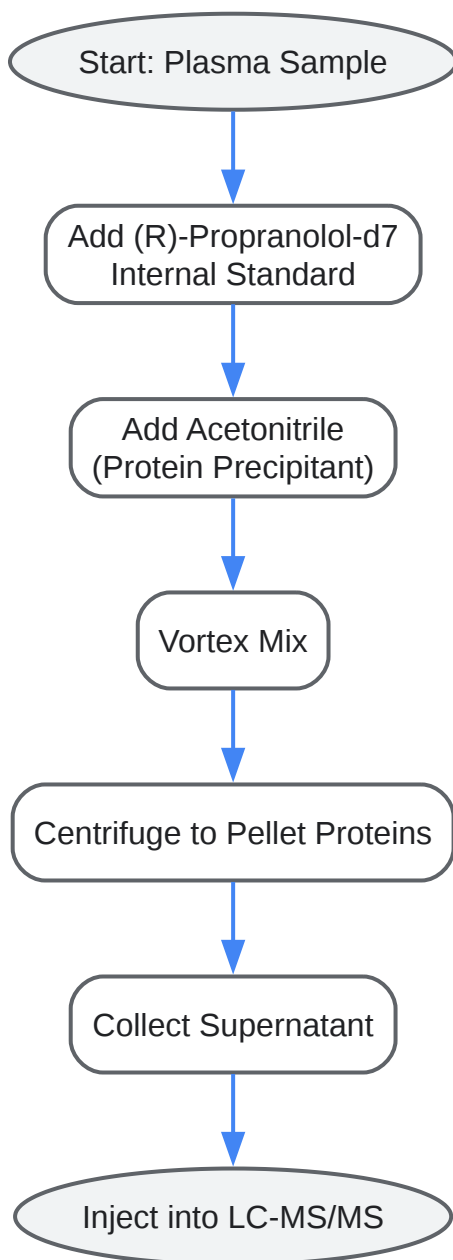 Start: Plasma Sample
Add (R)-Propranolol-d7
Internal Standard
Add Acetonitrile
(Protein Precipitant)
Vortex Mix
Centrifuge to Pellet Proteins
Collect Supernatant
Inject into LC-MS/MS